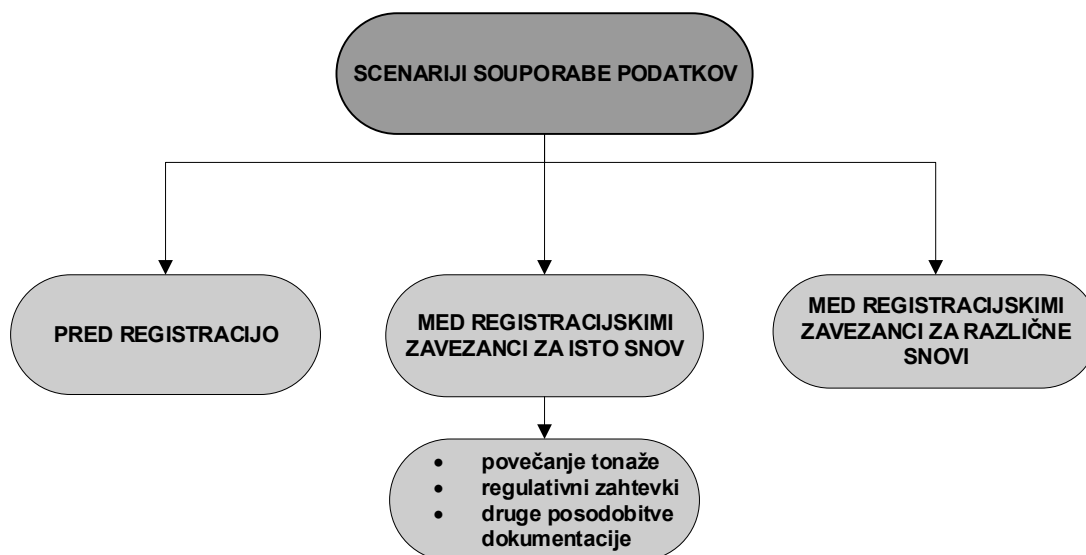 SCENARIJI SOUPORABE PODATKOV
PRED REGISTRACIJO
MED REGISTRACIJSKIMI
ZAVEZANCI ZA ISTO SNOV
MED REGISTRACIJSKIMI
ZAVEZANCI ZA RAZLIČNE
SNOVI
• povečanje tonaže
• regulativni zahtevki
• druge posodobitve
dokumentacije